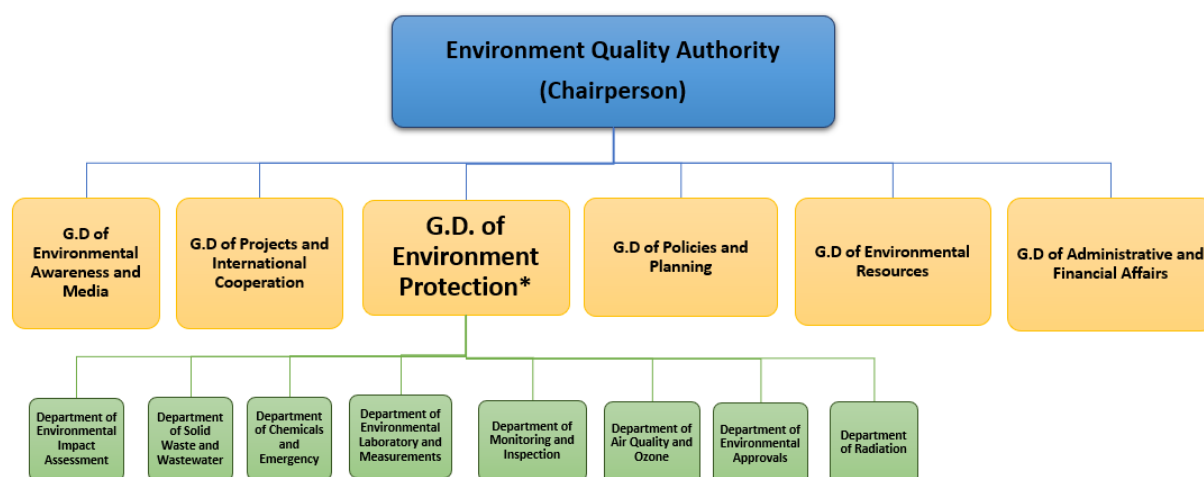 Environment Quality Authority
(Chairperson)
G.D of
Environmental
Awareness and
Media
G.D of Projects and
International
Cooperation
G.D. of
Environment
Protection*
G.D of Policies and
Planning
G.D of Environmental
Resources
G.D of Administrative and
Financial Affairs
Department of
Environmental
Impact
Assessment
Department
of Solid
Waste and
Wastewater
Department
of Chemicals
and
Emergency
Department of
Environmental
Laboratory and
Measurements
Department of
Monitoring and
Inspection
Department of
Air Quality and
Ozone
Department of
Environmental
Approvals
Department
of Radiation